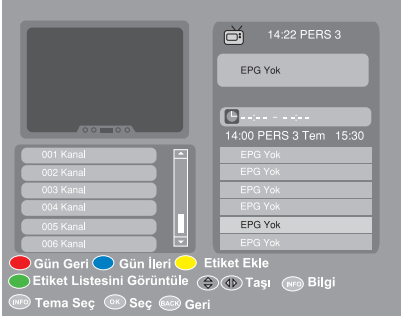 14:22 PERS 3
EPG Yok
--:-- - --:--
14:00 PERS 3 Tem 15:30
001 Kanal
002 Kanal
003 Kanal
004 Kanal
005 Kanal
006 Kanal
EPG Yok
EPG Yok
EPG Yok
EPG Yok
EPG Yok
EPG Yok
Gün Geri Gün İleri Etiket Ekle
Etiket Listesini Görüntüle Taşı INFO Bilgi
INFO Tema Seç OK Seç BACK Geri